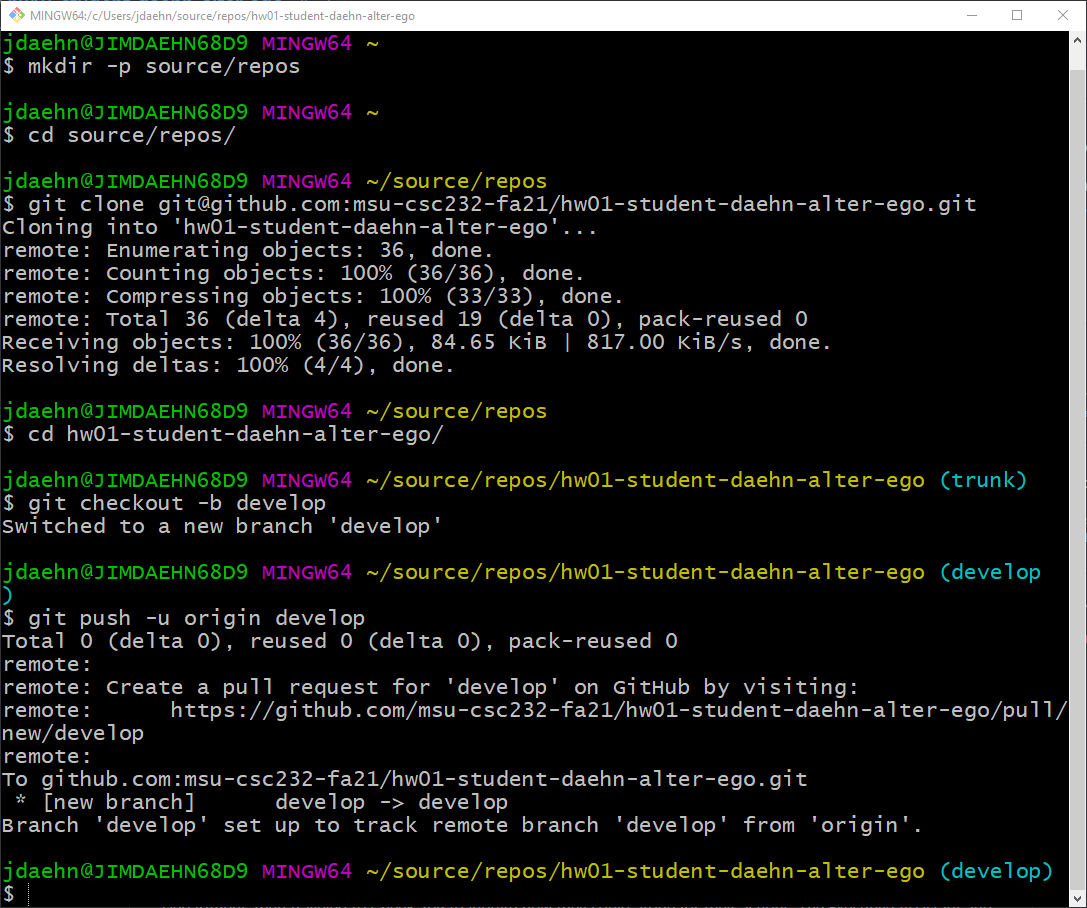 MINGW64:/c/Users/jdaehn/source/repos/hw01-student-daehn-alter-ego
jdaehn@JIMDAEHN68D9 MINGW64 ~
$ mkdir -p source/repos
jdaehn@JIMDAEHN68D9 MINGW64 ~
$ cd source/repos/
jdaehn@JIMDAEHN68D9 MINGW64 ~/source/repos
$ git clone git@github.com:msu-csc232-fa21/hw01-student-daehn-alter-ego.git
Cloning into 'hw01-student-daehn-alter-ego'...
remote: Enumerating objects: 36, done.
remote: Counting objects: 100% (36/36), done.
remote: Compressing objects: 100% (33/33), done.
remote: Total 36 (delta 4), reused 19 (delta 0), pack-reused 0
Receiving objects: 100% (36/36), 84.65 KiB | 817.00 KiB/s, done.
Resolving deltas: 100% (4/4), done.
jdaehn@JIMDAEHN68D9 MINGW64 ~/source/repos
$ cd hw01-student-daehn-alter-ego/
jdaehn@JIMDAEHN68D9 MINGW64 ~/source/repos/hw01-student-daehn-alter-ego (trunk)
$ git checkout -b develop
Switched to a new branch 'develop'
jdaehn@JIMDAEHN68D9 MINGW64 ~/source/repos/hw01-student-daehn-alter-ego (develop
)
$ git push -u origin develop
Total 0 (delta 0), reused 0 (delta 0), pack-reused 0
remote:
remote: Create a pull request for 'develop' on GitHub by visiting:
remote:      https://github.com/msu-csc232-fa21/hw01-student-daehn-alter-ego/pull/
new/develop
remote:
To github.com:msu-csc232-fa21/hw01-student-daehn-alter-ego.git
 * [new branch]      develop -> develop
Branch 'develop' set up to track remote branch 'develop' from 'origin'.
jdaehn@JIMDAEHN68D9 MINGW64 ~/source/repos/hw01-student-daehn-alter-ego (develop)
$